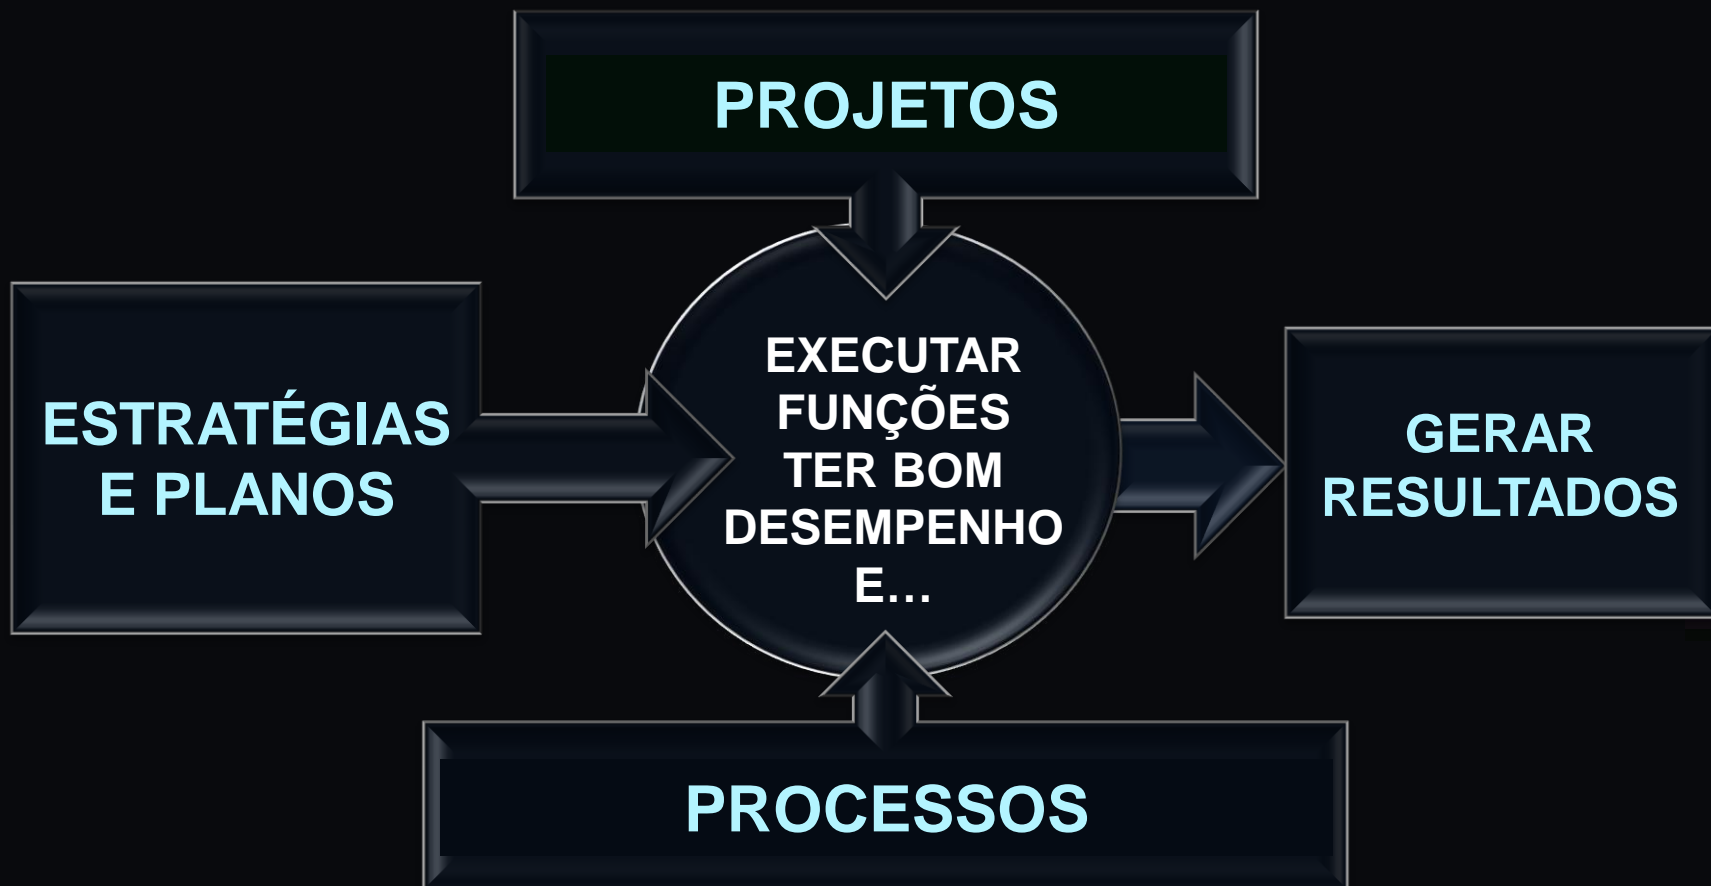 PROJETOS
ESTRATÉGIAS
E PLANOS
EXECUTAR
FUNÇÕES
TER BOM
DESEMPENHO
E...
GERAR
RESULTADOS
PROCESSOS